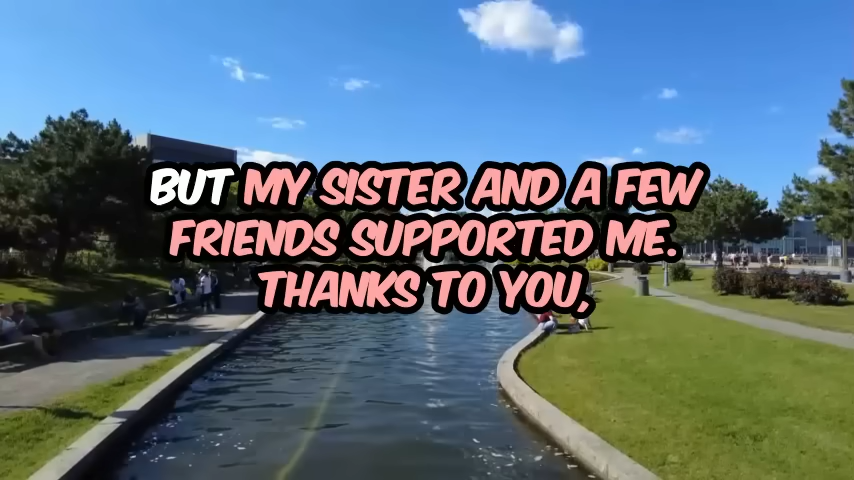 BUT MY SISTER AND A FEW
FRIENDS SUPPORTED ME.
THANKS TO YOU,